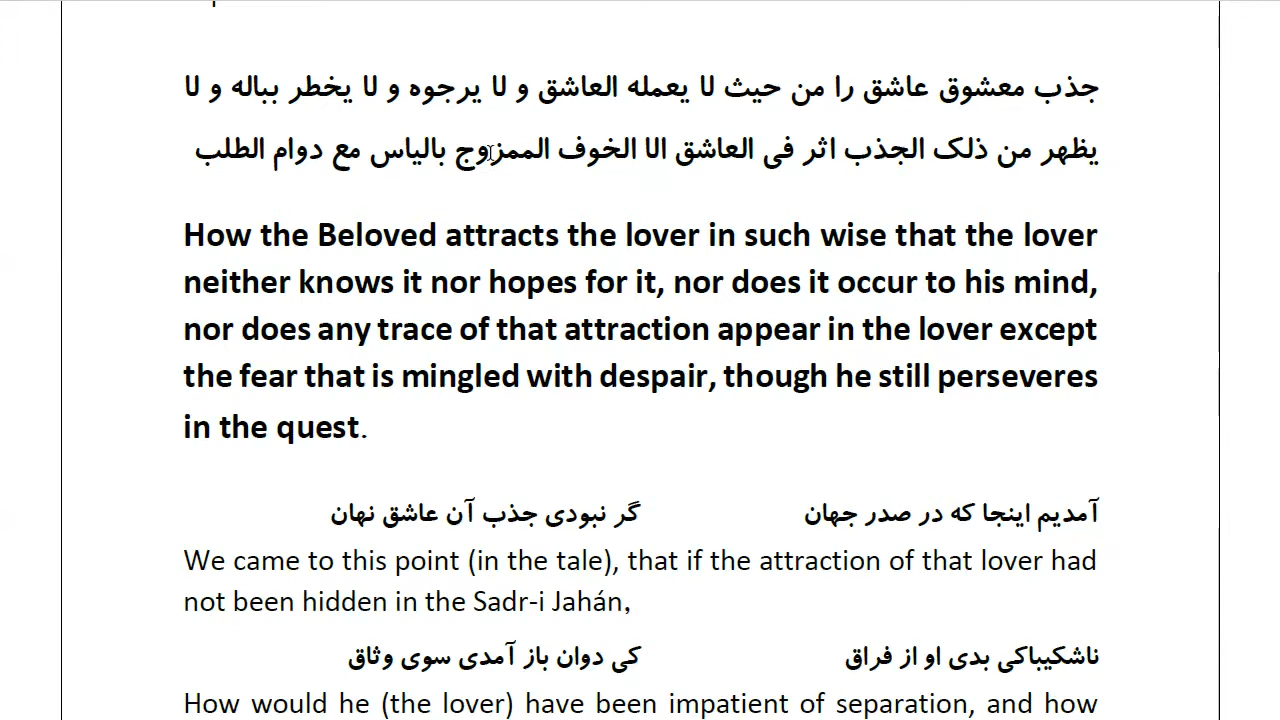 جذب معشوق عاشق را من حیث لا یعمله العاشق و لا یرجوه و لا یخطر بباله و لا
یظهر من ذلک الجذب اثر فی العاشق الا الخوف الممزوج بالیاس مع دوام الطلب
How the Beloved attracts the lover in such wise that the lover
neither knows it nor hopes for it, nor does it occur to his mind,
nor does any trace of that attraction appear in the lover except
the fear that is mingled with despair, though he still perseveres
in the quest.
آمدیم اینجا که در صدر جهان گر نبودی جذب آن عاشق نهان
We came to this point (in the tale), that if the attraction of that lover had
not been hidden in the Sadr-i Jahán,
ناشکیباکی بدی او از فراق کی دوان باز آمدی سوی وثاق
How would he (the lover) have been impatient of separation, and how